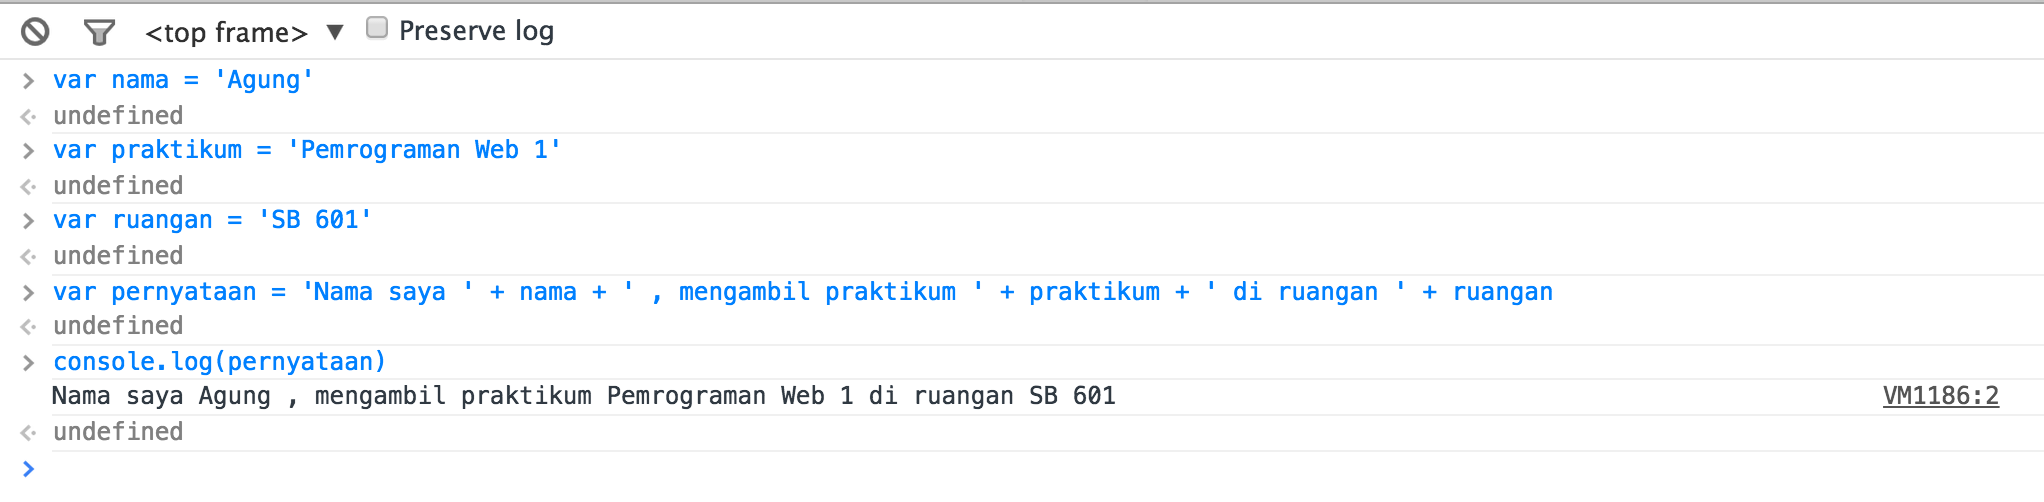 <top frame> ▼ Preserve log
> var nama = 'Agung'
undefined
> var praktikum = 'Pemrograman Web 1'
undefined
> var ruangan = 'SB 601'
undefined
> var pernyataan = 'Nama saya ' + nama + ' , mengambil praktikum ' + praktikum + ' di ruangan ' + ruangan
undefined
> console.log(pernyataan)
Nama saya Agung , mengambil praktikum Pemrograman Web 1 di ruangan SB 601 VM1186:2
undefined
>